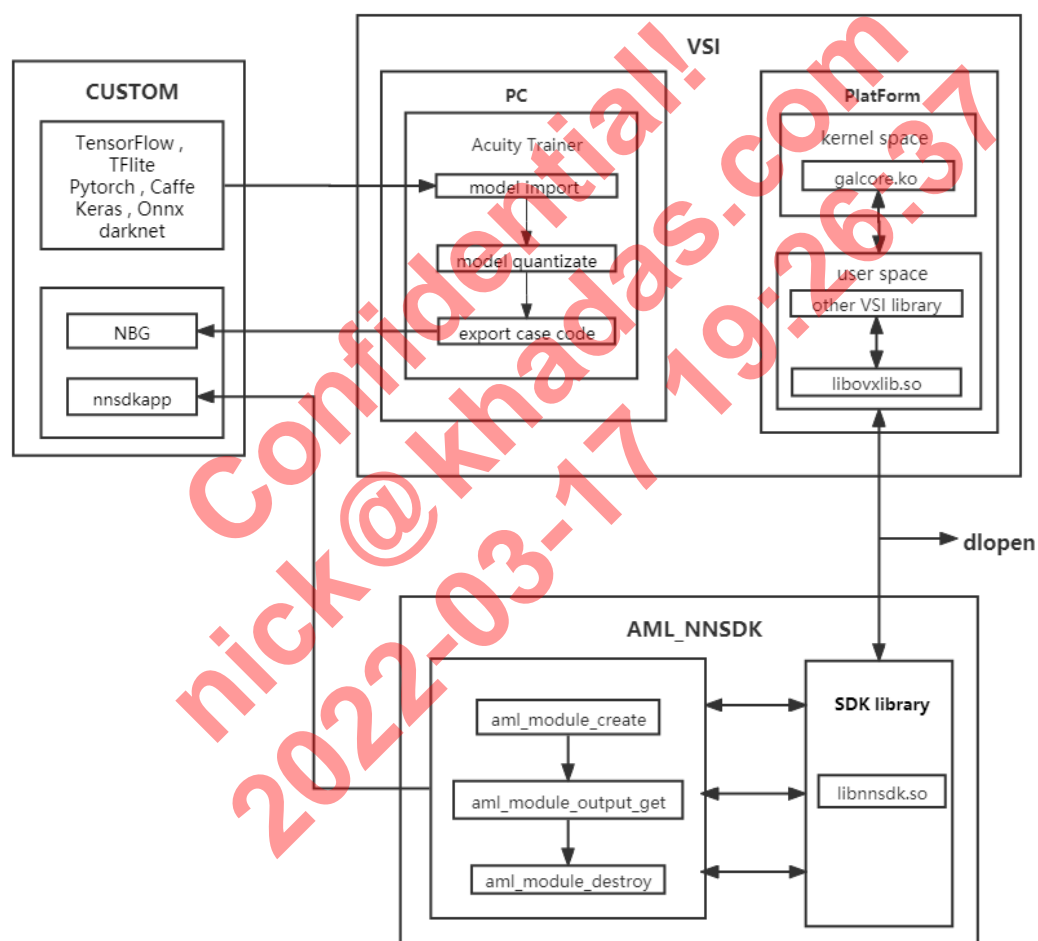 VSI
CUSTOM
TensorFlow ,
TFlite
Pytorch , Caffe
Keras , Onnx
darknet
NBG
nnsdkapp
PC
Acuity Trainer
model import
model quantizate
export case code
PlatForm
kernel space
galcore.ko
user space
other VSI library
libovxlib.so
dlopen
AML_NNSDK
aml_module_create
aml_module_output_get
aml_module_destroy
SDK library
libnnsdk.so
Confidential!
nick@khadas.com
2022-03-17 19:26:37